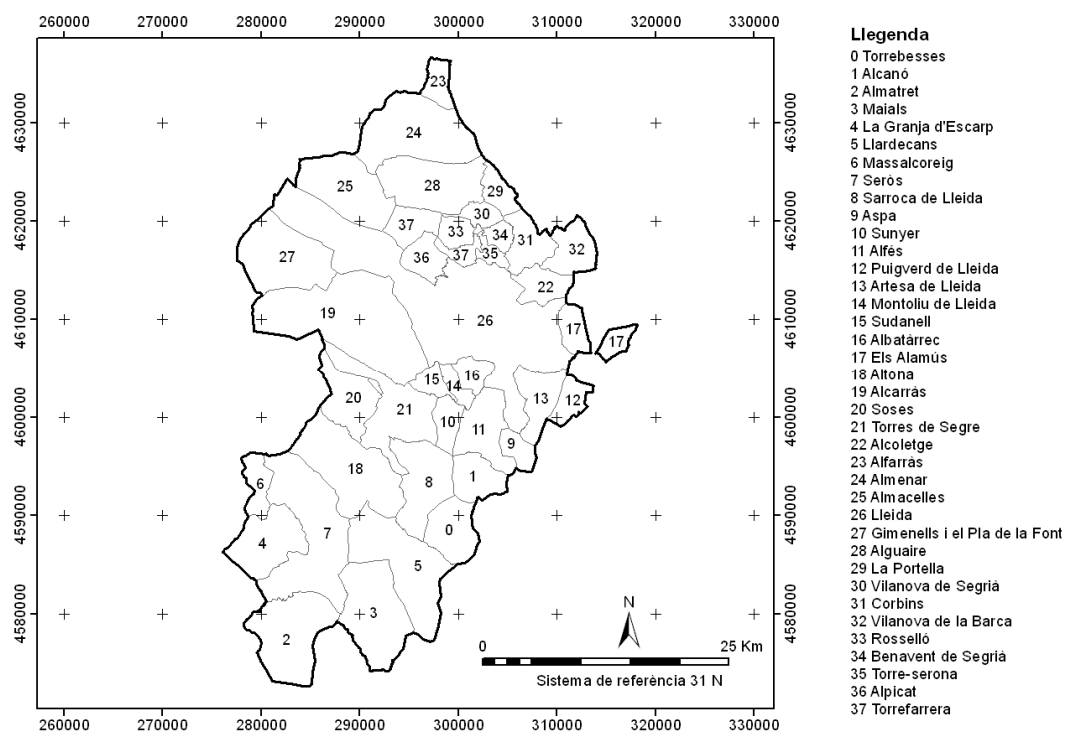 260000 270000 280000 290000 300000 310000 320000 330000
4630000 4630000
4620000 4620000
4610000 4610000
4600000 4600000
4590000 4590000
4580000 4580000
23
24
25 28 29
30
37 33 34 31 32
27 36 37 35
22
19 26 17 17
15 14 16
20 21 13 12
10 11 9
18 8 1
6
4 7 0
5
2 3
N
0 25 Km
Sistema de referència 31 N
260000 270000 280000 290000 300000 310000 320000 330000
Llegenda
0 Torrebesses
1 Alcanó
2 Almatret
3 Maials
4 La Granja d'Escarp
5 Llardecans
6 Massalcoreig
7 Seròs
8 Sarroca de Lleida
9 Aspa
10 Sunyer
11 Alfés
12 Puigverd de Lleida
13 Artesa de Lleida
14 Montoliu de Lleida
15 Sudanell
16 Albatàrrec
17 Els Alamús
18 Aitona
19 Alcarràs
20 Soses
21 Torres de Segre
22 Alcoletge
23 Alfarràs
24 Almenar
25 Almacelles
26 Lleida
27 Gimenells i el Pla de la Font
28 Alguaire
29 La Portella
30 Vilanova de Segrià
31 Corbins
32 Vilanova de la Barca
33 Rosselló
34 Benavent de Segrià
35 Torre-serona
36 Alpicat
37 Torrefarrera